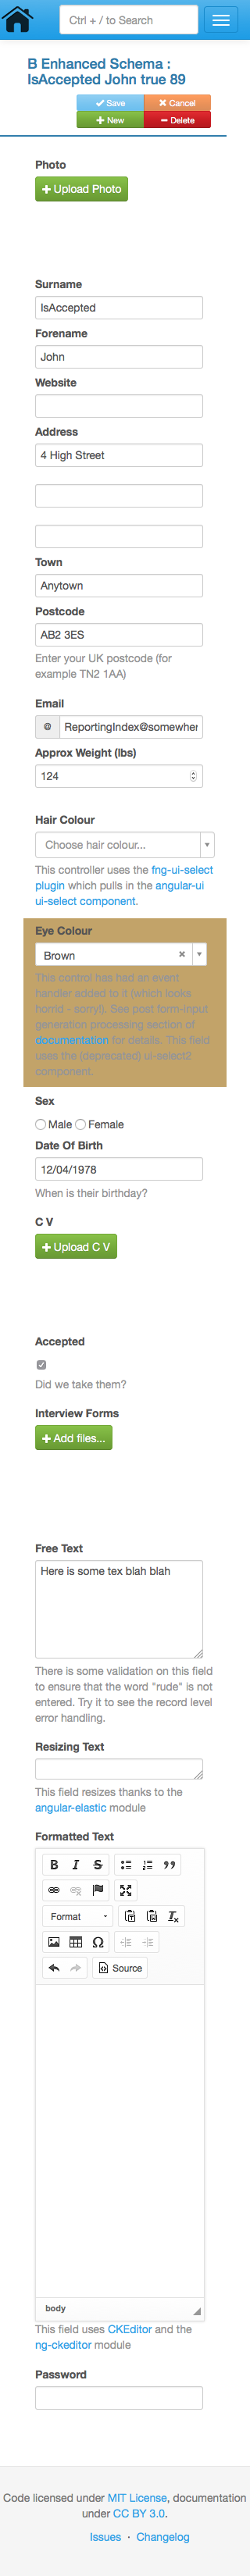 Ctrl + / to Search
B Enhanced Schema :
IsAccepted John true 89
Save Cancel
New Delete
Photo
Upload Photo
Surname
IsAccepted
Forename
John
Website
Address
4 High Street
Town
Anytown
Postcode
AB2 3ES
Enter your UK postcode (for
example TN2 1AA)
Email
@ ReportingIndex@somewher
Approx Weight (lbs)
124
Hair Colour
Choose hair colour...
This controller uses the fng-ui-select
plugin which pulls in the angular-ui
ui-select component.
Eye Colour
Brown
This control has had an event
handler added to it (which looks
horrid - sorry!). See post form-input
generation processing section of
documentation for details. This field
uses the (deprecated) ui-select2
component.
Sex
Male Female
Date Of Birth
12/04/1978
When is their birthday?
C V
Upload C V
Accepted
Did we take them?
Interview Forms
Add files...
Free Text
Here is some tex blah blah
There is some validation on this field
to ensure that the word "rude" is not
entered. Try it to see the record level
error handling.
Resizing Text
This field resizes thanks to the
angular-elastic module
Formatted Text
B I S
Format
Source
body
This field uses CKEditor and the
ng-ckeditor module
Password
Code licensed under MIT License, documentation
under CC BY 3.0.
Issues · Changelog